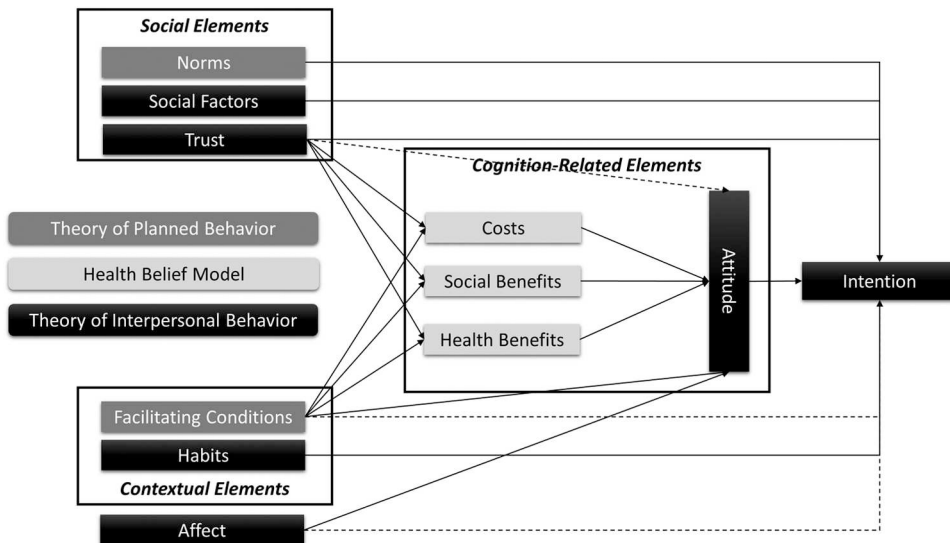 Social Elements
Norms
Social Factors
Trust
Cognition-Related Elements
Theory of Planned Behavior
Health Belief Model
Theory of Interpersonal Behavior
Costs
Social Benefits
Health Benefits
Attitude
Intention
Facilitating Conditions
Habits
Contextual Elements
Affect